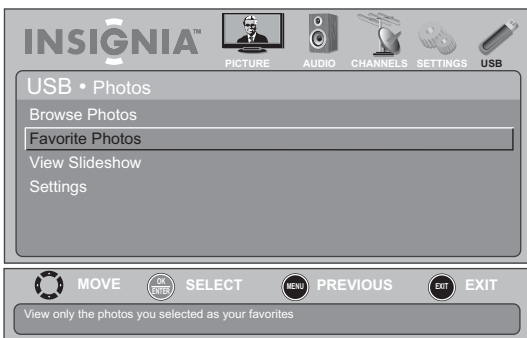 INSIGNIA™
PICTURE AUDIO CHANNELS SETTINGS USB
USB • Photos
Browse Photos
Favorite Photos
View Slideshow
Settings
MOVE OK ENTER SELECT MENU PREVIOUS EXIT EXIT
View only the photos you selected as your favorites